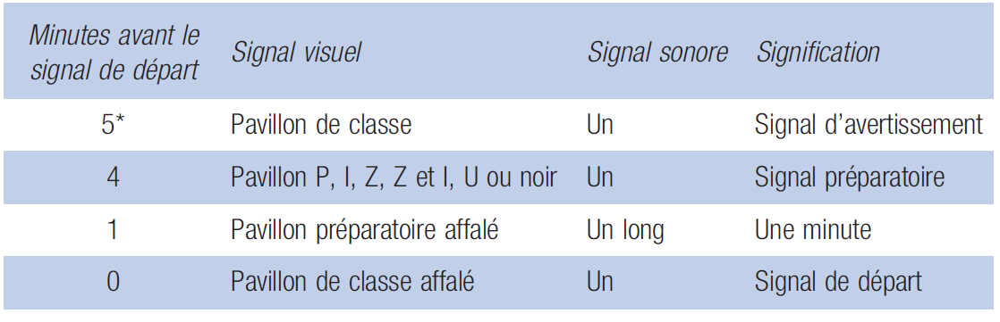 Minutes avant le signal de départ Signal visuel Signal sonore Signification
5* Pavillon de classe Un Signal d’avertissement
4 Pavillon P, I, Z, Z et I, U ou noir Un Signal préparatoire
1 Pavillon préparatoire affalé Un long Une minute
0 Pavillon de classe affalé Un Signal de départ